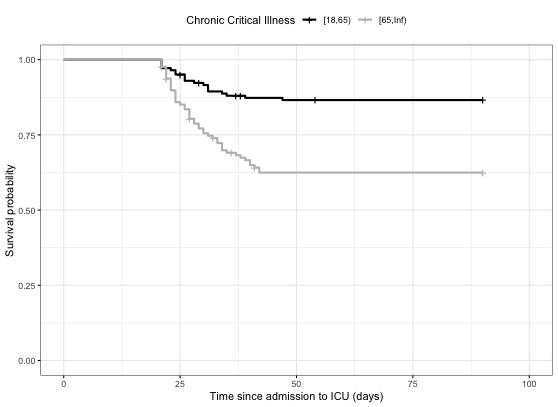 Chronic Critical Illness [18,65) [65,Inf)
1.00
0.75
0.50
0.25
0.00
Survival probability
0 25 50 75 100
Time since admission to ICU (days)